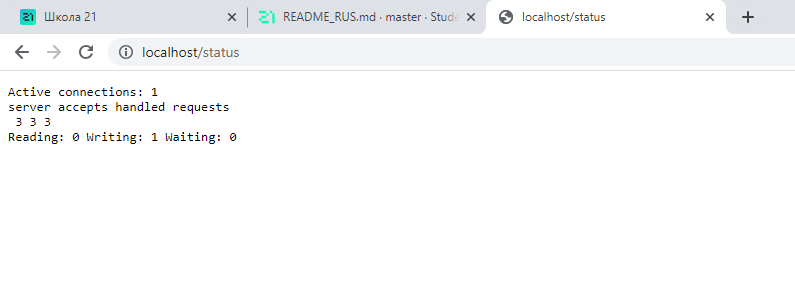 Школа 21
README_RUS.md · master · Stude
localhost/status
localhost/status
Active connections: 1
server accepts handled requests
3 3 3
Reading: 0 Writing: 1 Waiting: 0